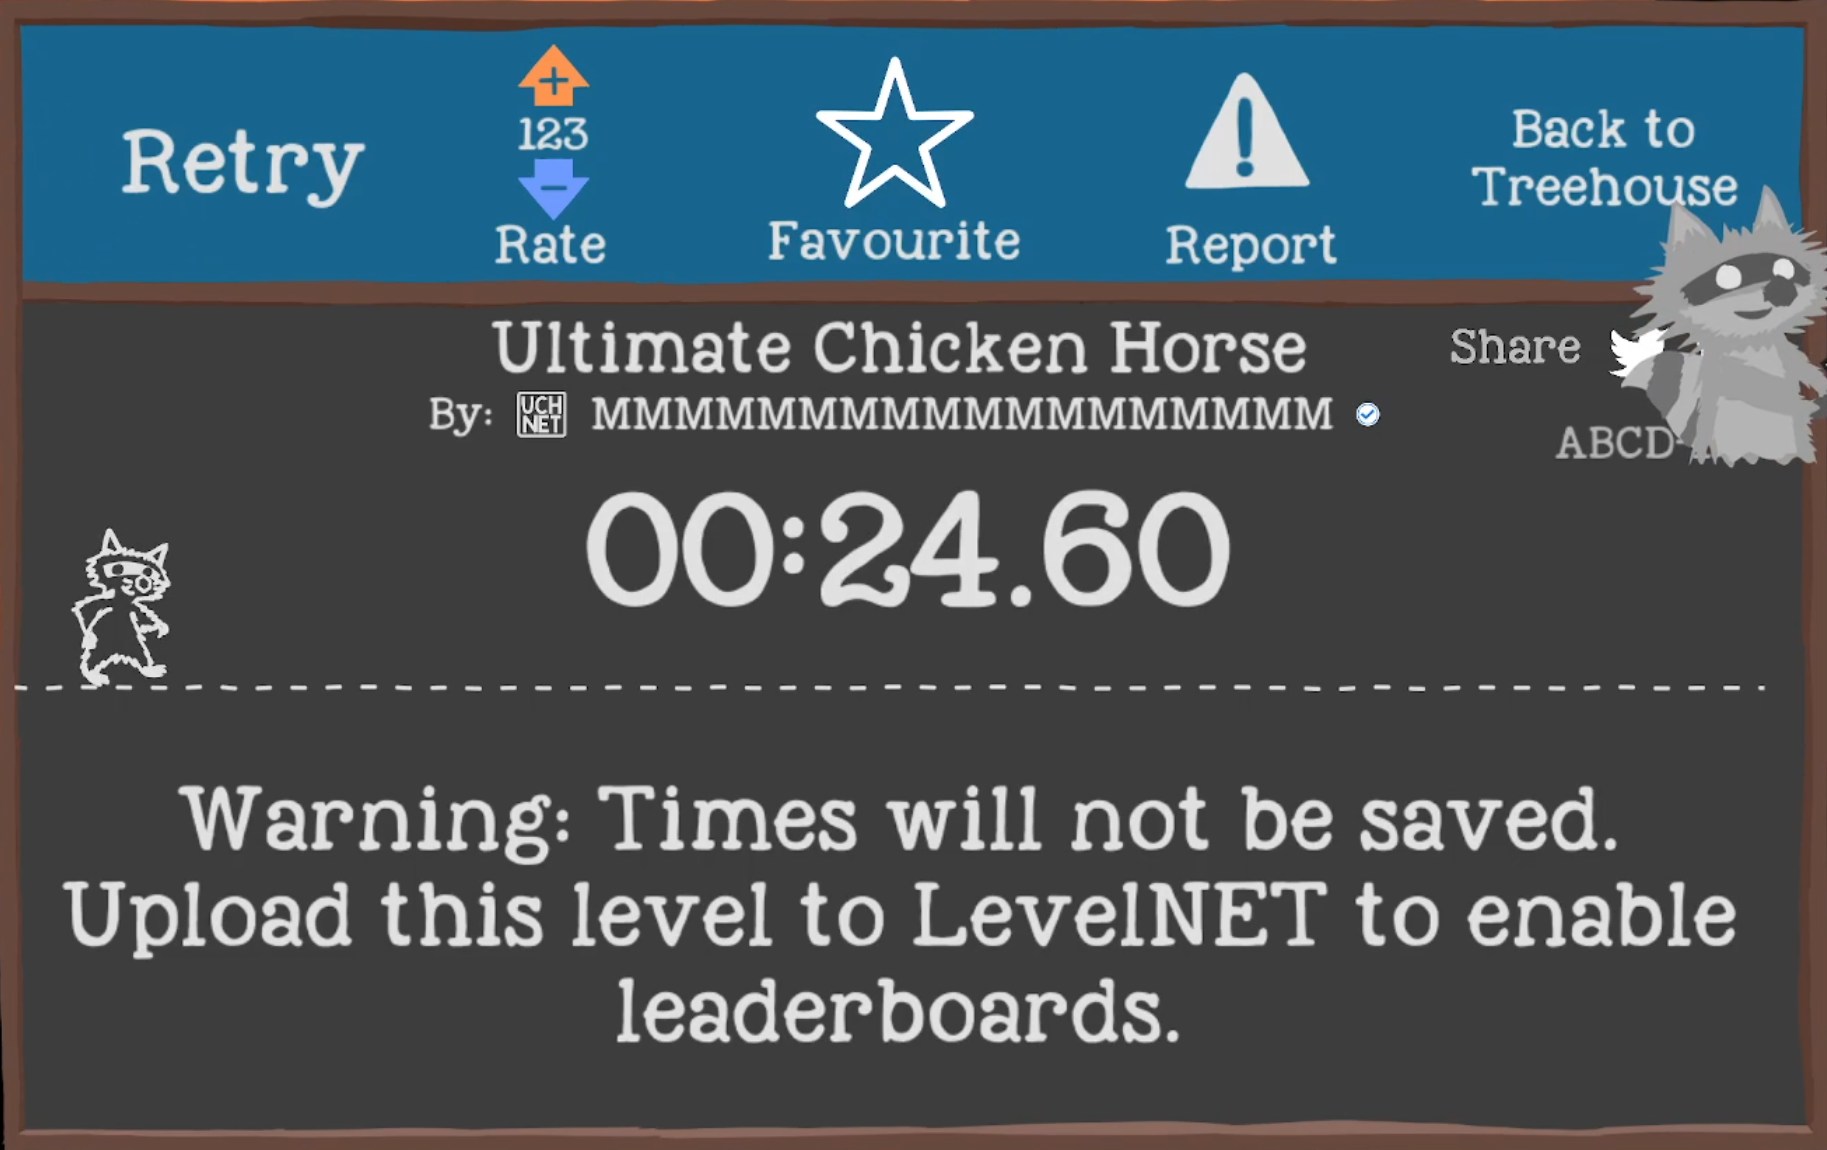 Retry
+
123
−
Rate
Favourite
Report
Back to
Treehouse
Ultimate Chicken Horse
Share
By: UCH NET MMMMMMMMMMMMMMMMMM
ABCD
00:24.60
Warning: Times will not be saved.
Upload this level to LevelNET to enable
leaderboards.